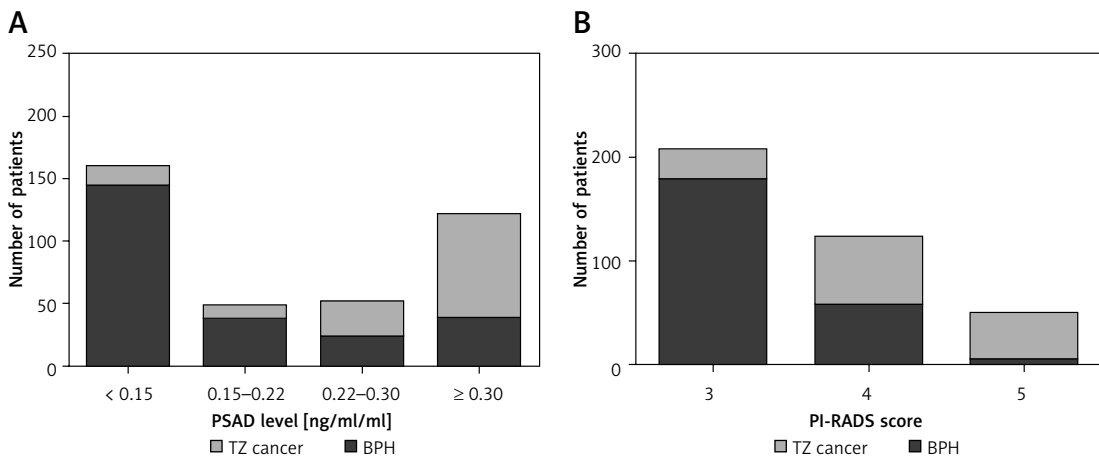 A
Number of patients
250
200
150
100
50
0
< 0.15 0.15–0.22 0.22–0.30 ≥ 0.30
PSAD level [ng/ml/ml]
TZ cancer BPH
B
Number of patients
300
200
100
0
3 4 5
PI-RADS score
TZ cancer BPH